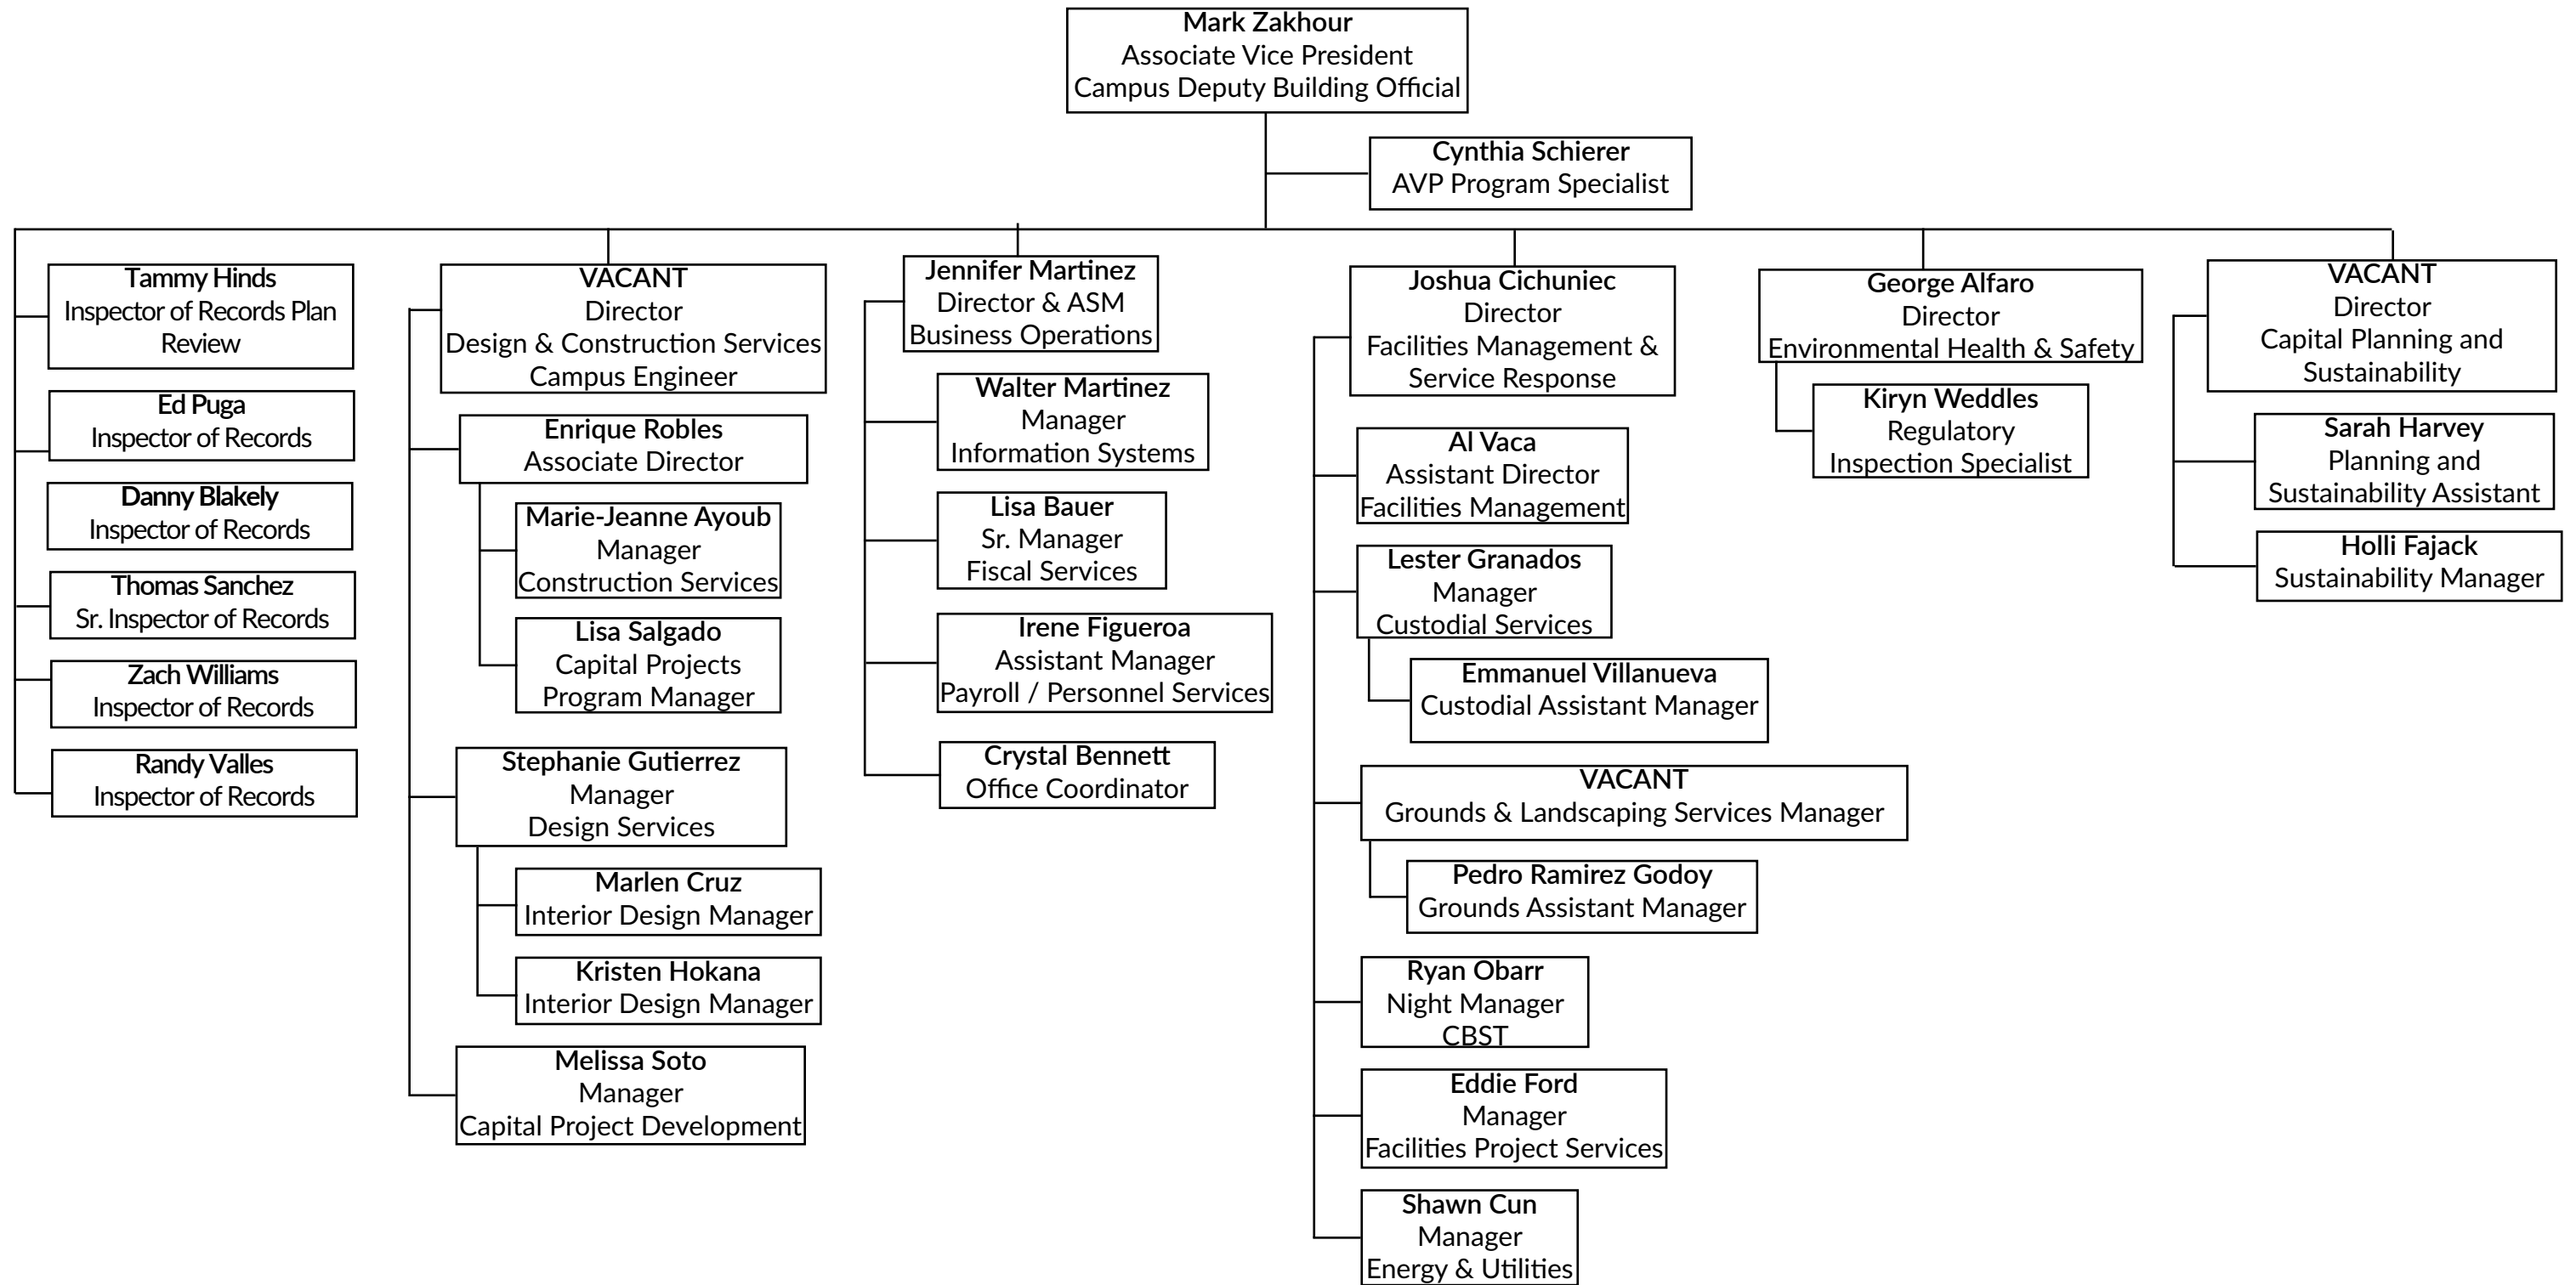 Mark Zakhour
Associate Vice President
Campus Deputy Building Official
Cynthia Schierer
AVP Program Specialist
Tammy Hinds
Inspector of Records Plan
Review
Ed Puga
Inspector of Records
Danny Blakely
Inspector of Records
Thomas Sanchez
Sr. Inspector of Records
Zach Williams
Inspector of Records
Randy Valles
Inspector of Records
VACANT
Director
Design & Construction Services
Campus Engineer
Enrique Robles
Associate Director
Marie-Jeanne Ayoub
Manager
Construction Services
Lisa Salgado
Capital Projects
Program Manager
Stephanie Gutierrez
Manager
Design Services
Marlen Cruz
Interior Design Manager
Kristen Hokana
Interior Design Manager
Melissa Soto
Manager
Capital Project Development
Jennifer Martinez
Director & ASM
Business Operations
Walter Martinez
Manager
Information Systems
Lisa Bauer
Sr. Manager
Fiscal Services
Irene Figueroa
Assistant Manager
Payroll / Personnel Services
Crystal Bennett
Office Coordinator
Joshua Cichuniec
Director
Facilities Management &
Service Response
Al Vaca
Assistant Director
Facilities Management
Lester Granados
Manager
Custodial Services
Emmanuel Villanueva
Custodial Assistant Manager
VACANT
Grounds & Landscaping Services Manager
Pedro Ramirez Godoy
Grounds Assistant Manager
Ryan Obarr
Night Manager
CBST
Eddie Ford
Manager
Facilities Project Services
Shawn Cun
Manager
Energy & Utilities
George Alfaro
Director
Environmental Health & Safety
Kiryn Weddles
Regulatory
Inspection Specialist
VACANT
Director
Capital Planning and
Sustainability
Sarah Harvey
Planning and
Sustainability Assistant
Holli Fajack
Sustainability Manager